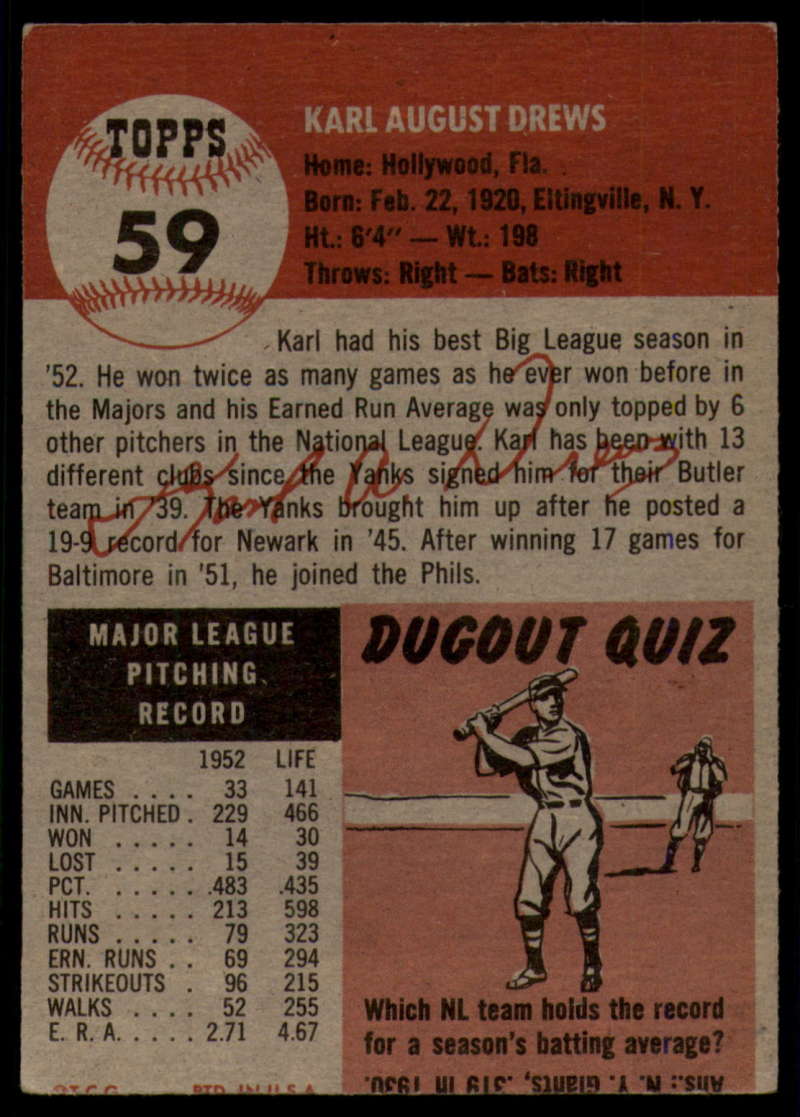 TOPPS
59
KARL AUGUST DREWS
Home: Hollywood, Fla.
Born: Feb. 22, 1920, Eltingville, N. Y.
Ht.: 6'4" — Wt.: 198
Throws: Right — Bats: Right
Karl had his best Big League season in
'52. He won twice as many games as he ever won before in
the Majors and his Earned Run Average was only topped by 6
other pitchers in the National League. Karl has been with 13
different clubs since the Yanks signed him for their Butler
team in '39. The Yanks brought him up after he posted a
19-9 record for Newark in '45. After winning 17 games for
Baltimore in '51, he joined the Phils.
MAJOR LEAGUE
PITCHING
RECORD
1952 LIFE
GAMES . . . . 33 141
INN. PITCHED . 229 466
WON . . . . . 14 30
LOST . . . . . 15 39
PCT. . . . . . .483 .435
HITS . . . . . 213 598
RUNS . . . . . 79 323
ERN. RUNS . . 69 294
STRIKEOUTS . 96 215
WALKS . . . . 52 255
E. R. A. . . . . . 2.71 4.67
DUGOUT QUIZ
Which NL team holds the record
for a season's batting average?
Ans.: N. Y. Giants, .319 in 1930.
PTD. IN U.S.A.